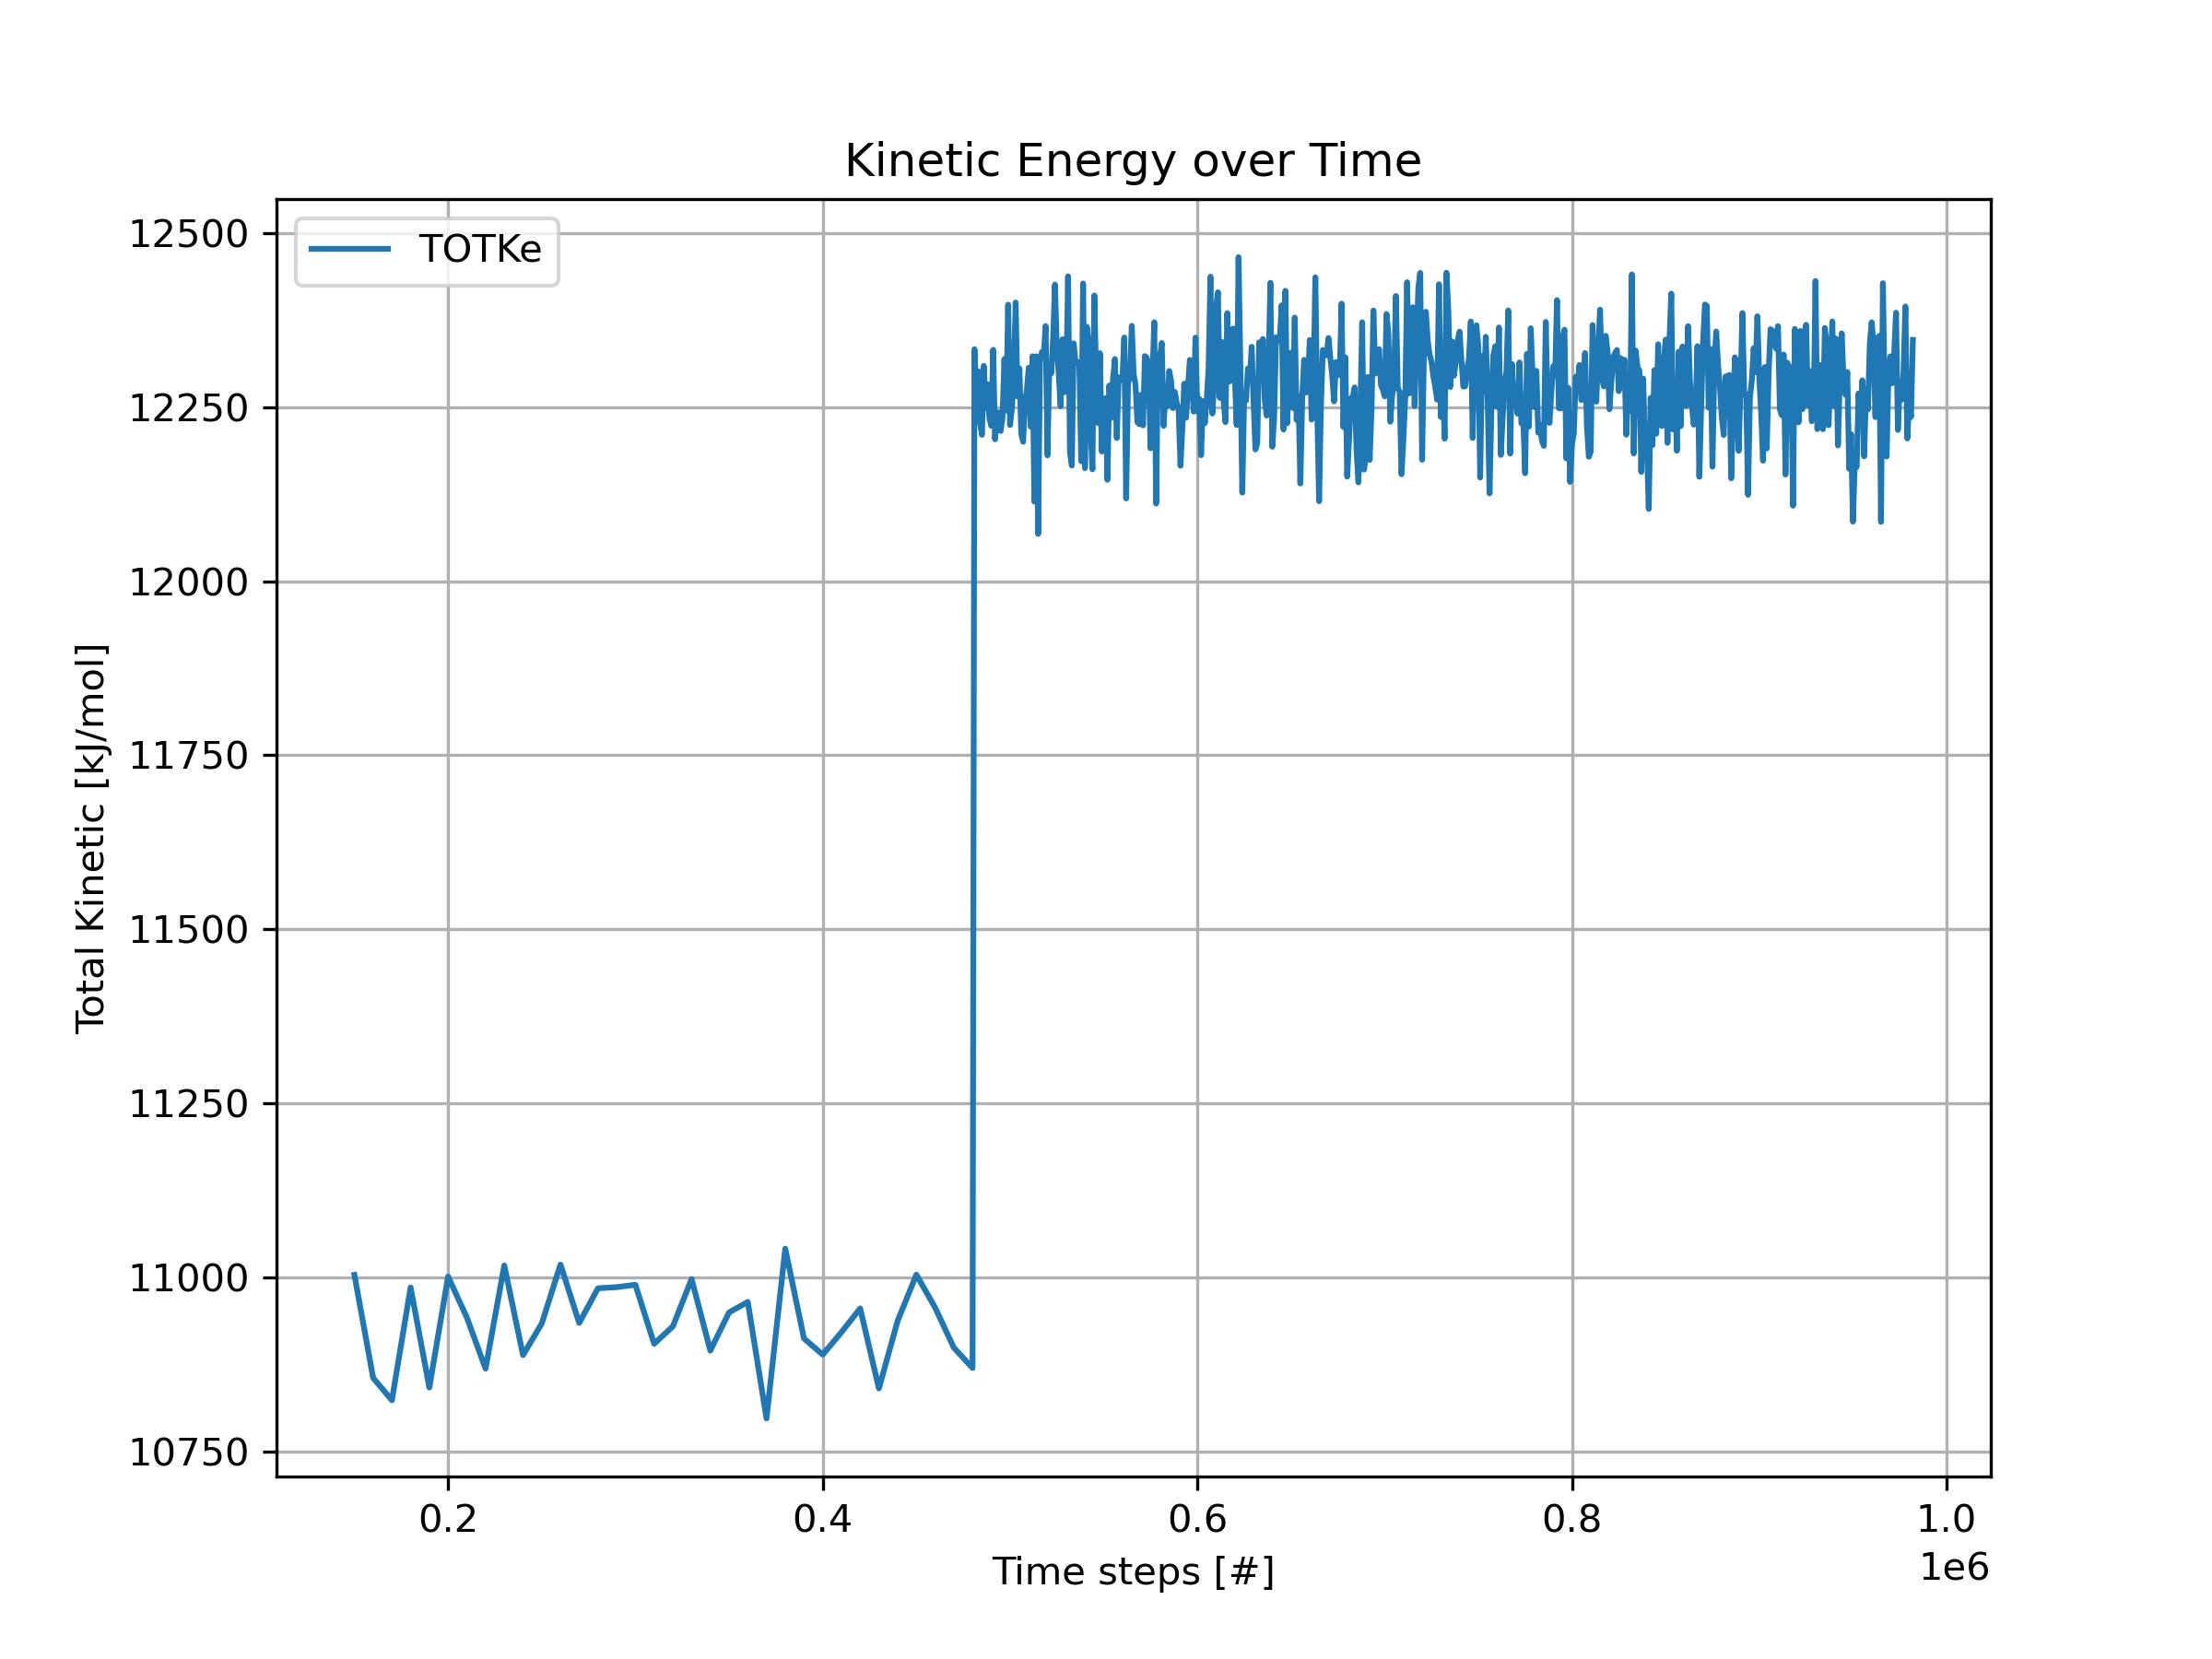 Kinetic Energy over Time
TOTKe
Total Kinetic [kJ/mol]
12500
12250
12000
11750
11500
11250
11000
10750
0.2 0.4 0.6 0.8 1.0
1e6
Time steps [#]